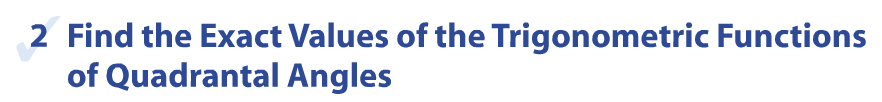 2 Find the Exact Values of the Trigonometric Functions
of Quadrantal Angles